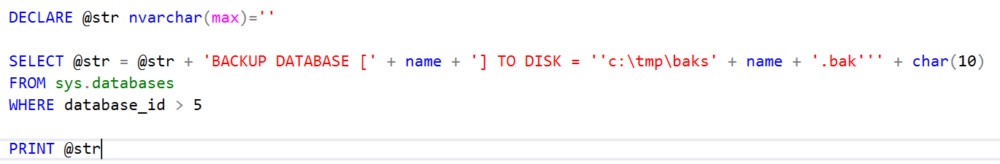 DECLARE @str nvarchar(max)=''
SELECT @str = @str + 'BACKUP DATABASE [' + name + '] TO DISK = ''c:\tmp\baks' + name + '.bak''' + char(10)
FROM sys.databases
WHERE database_id > 5
PRINT @str